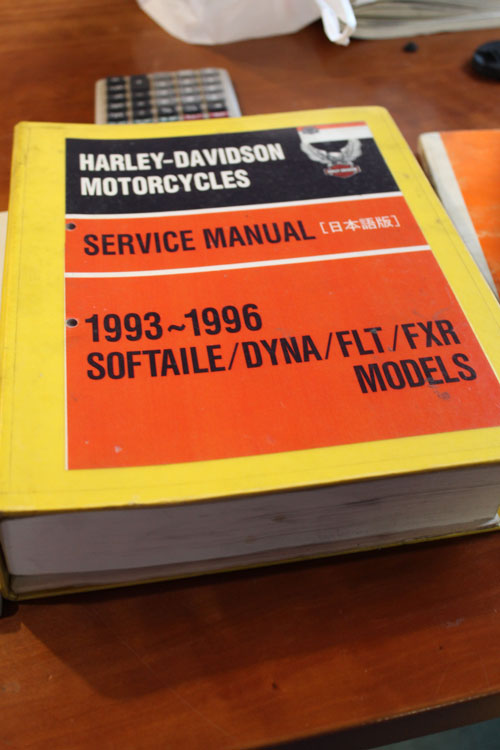 HARLEY-DAVIDSON
MOTORCYCLES
SERVICE MANUAL [日本語版]
1993~1996
SOFTAILE/DYNA/FLT/FXR
MODELS